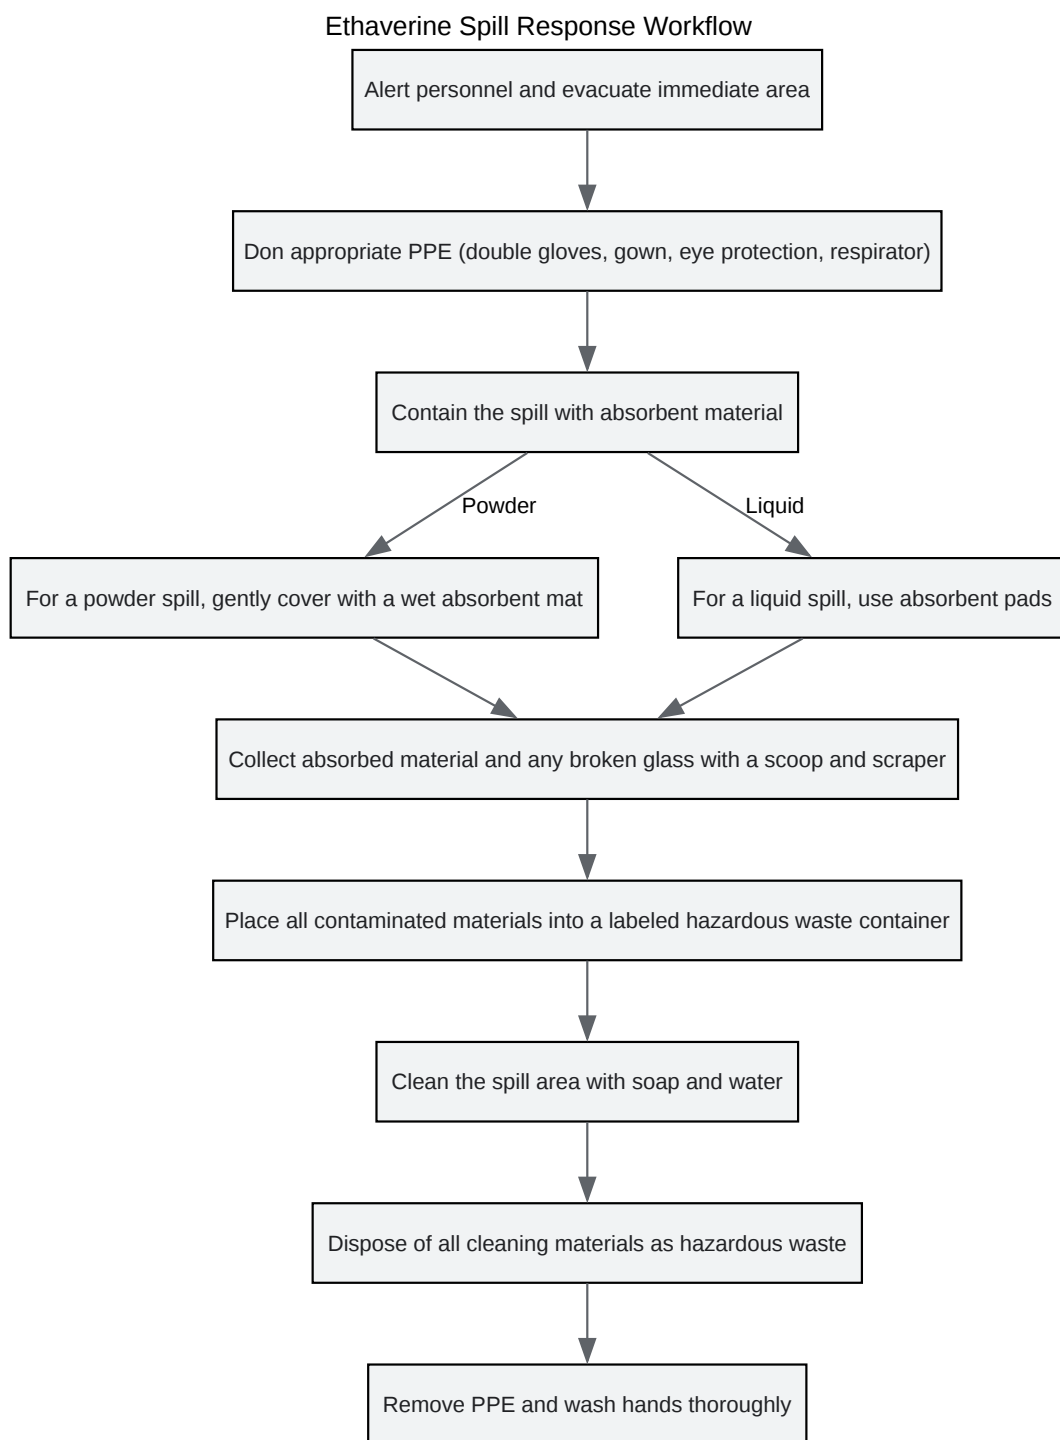 Ethaverine Spill Response Workflow
Alert personnel and evacuate immediate area
Don appropriate PPE (double gloves, gown, eye protection, respirator)
Contain the spill with absorbent material
Powder
Liquid
For a powder spill, gently cover with a wet absorbent mat
For a liquid spill, use absorbent pads
Collect absorbed material and any broken glass with a scoop and scraper
Place all contaminated materials into a labeled hazardous waste container
Clean the spill area with soap and water
Dispose of all cleaning materials as hazardous waste
Remove PPE and wash hands thoroughly